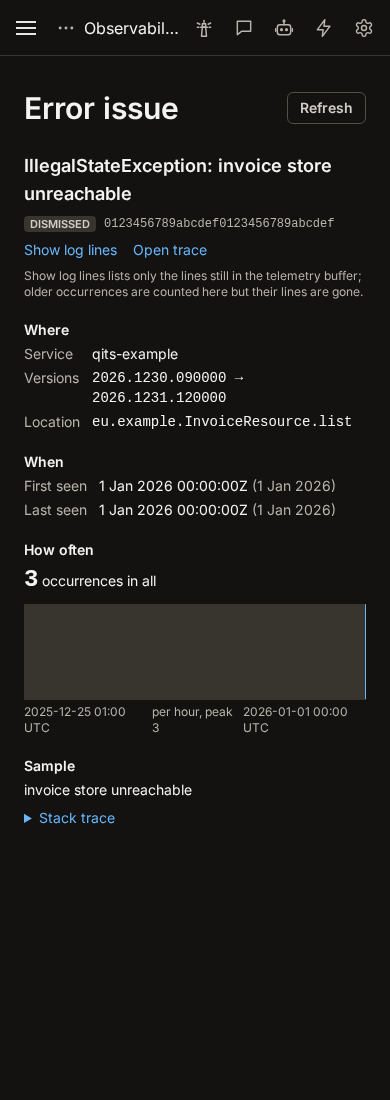 Observabil...
Error issue
Refresh
IllegalStateException: invoice store
unreachable
DISMISSED 0123456789abcdef0123456789abcdef
Show log lines Open trace
Show log lines lists only the lines still in the telemetry buffer;
older occurrences are counted here but their lines are gone.
Where
Service qits-example
Versions 2026.1230.090000 →
2026.1231.120000
Location eu.example.InvoiceResource.list
When
First seen 1 Jan 2026 00:00:00Z (1 Jan 2026)
Last seen 1 Jan 2026 00:00:00Z (1 Jan 2026)
How often
3 occurrences in all
2025-12-25 01:00 UTC
per hour, peak 3
2026-01-01 00:00 UTC
Sample
invoice store unreachable
Stack trace